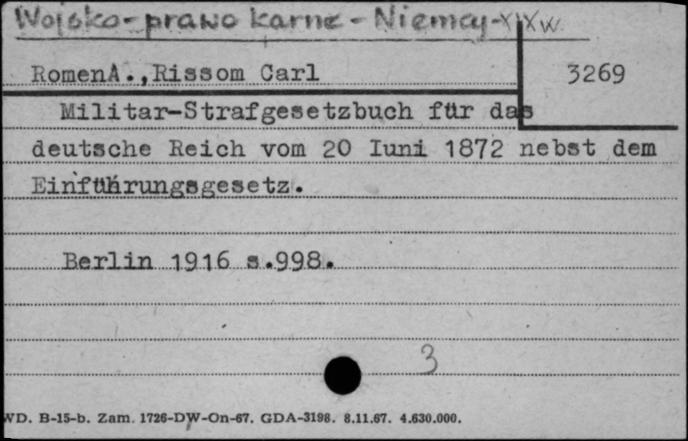 Wojsko - prawo karne - Niemcy - XIX w.
RomenA., Rissom Carl 3269
Militar-Strafgesetzbuch für das
deutsche Reich vom 20 Iuni 1872 nebst dem
Einführungsgesetz.
Berlin 1916 s.998.
3
WD. B-15-b. Zam. 1726-DW-On-67. GDA-3198. 8.11.67. 4.630.000.